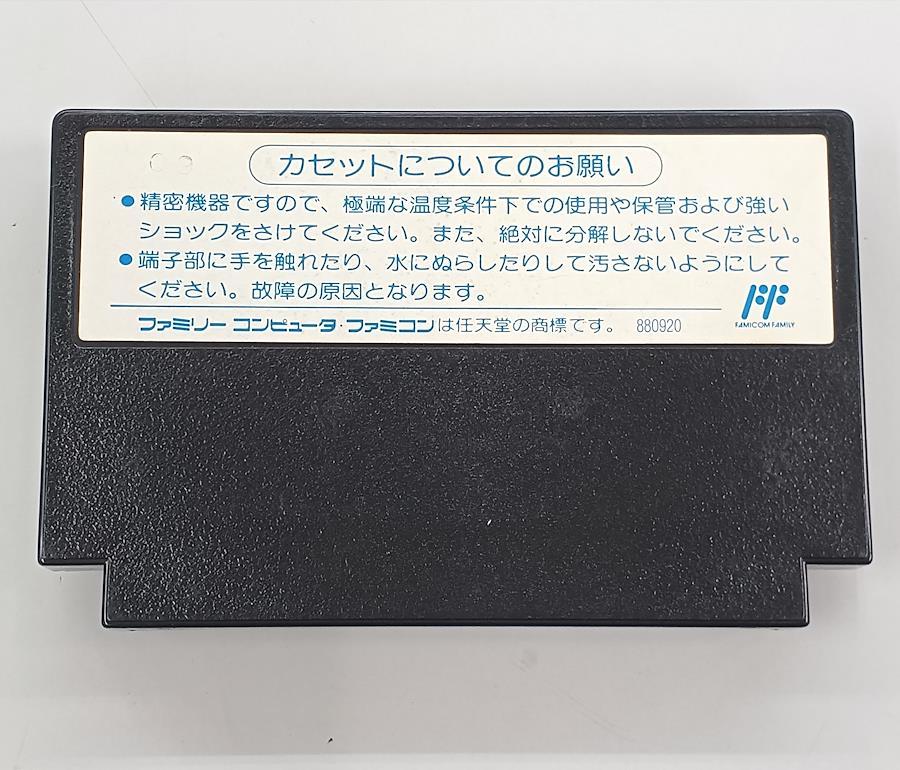 カセットについてのお願い
●精密機器ですので、極端な温度条件下での使用や保管および強い
ショックをさけてください。また、絶対に分解しないでください。
●端子部に手を触れたり、水にぬらしたりして汚さないようにして
ください。故障の原因となります。
ファミリー コンピュータ・ファミコンは任天堂の商標です。 880920
FAMICOM FAMILY